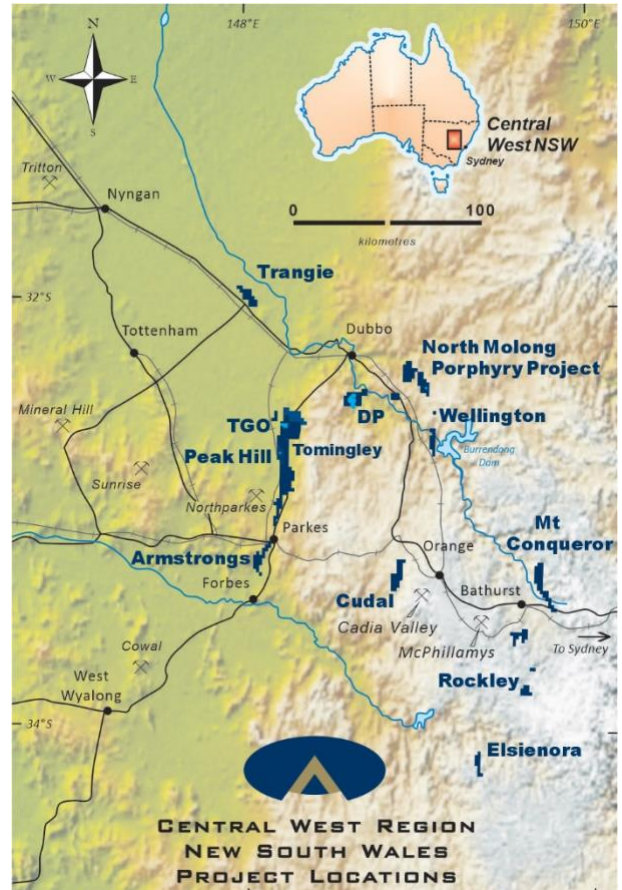 148°E
150°E
N
W
E
S
Central
West NSW
Sydney
Tritton
Nyngan
0
100
kilometres
Trangie
32°S
Tottenham
Dubbo
North Molong
Porphyry Project
Mineral Hill
TGO
DP
Wellington
Peak Hill
Tomingley
Burrendong
Dam
Sunrise
Northparkes
Parkes
Mt
Conqueror
Armstrongs
Orange
Forbes
Cudal
Bathurst
Cadia Valley
McPhillamys
To Sydney
Cowal
West
Wyalong
Rockley
34°S
Elsienora
CENTRAL WEST REGION
NEW SOUTH WALES
PROJECT LOCATIONS